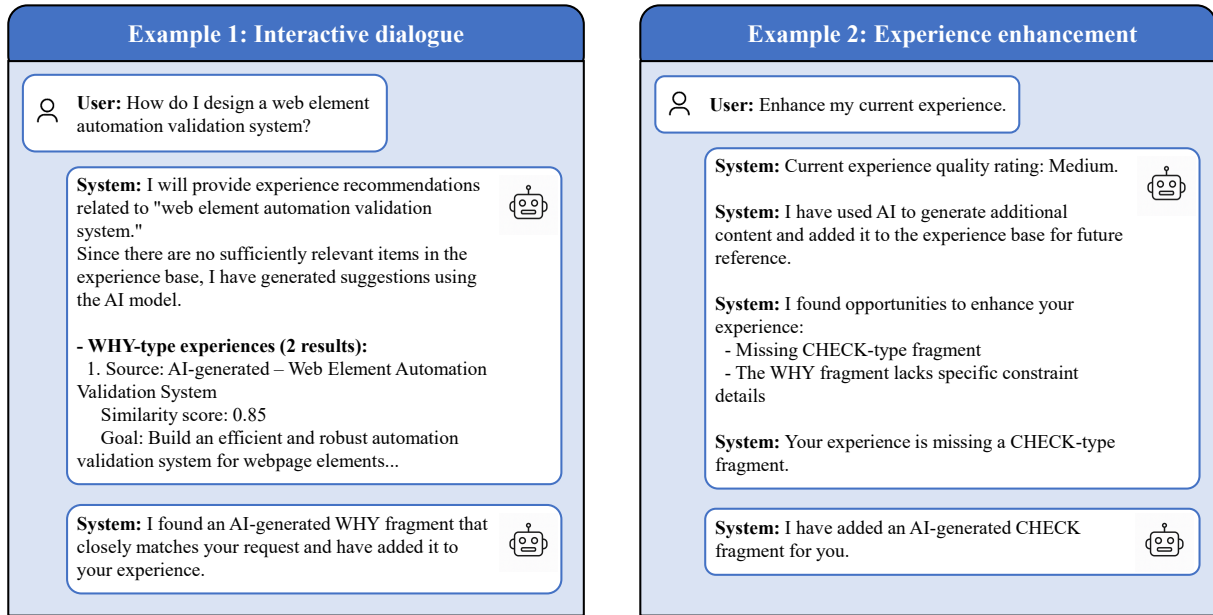 Example 1: Interactive dialogue
User: How do I design a web element
automation validation system?
System: I will provide experience recommendations
related to "web element automation validation
system."
Since there are no sufficiently relevant items in the
experience base, I have generated suggestions using
the AI model.
- WHY-type experiences (2 results):
1. Source: AI-generated – Web Element Automation
Validation System
Similarity score: 0.85
Goal: Build an efficient and robust automation
validation system for webpage elements...
System: I found an AI-generated WHY fragment that
closely matches your request and have added it to
your experience.
Example 2: Experience enhancement
User: Enhance my current experience.
System: Current experience quality rating: Medium.
System: I have used AI to generate additional
content and added it to the experience base for future
reference.
System: I found opportunities to enhance your
experience:
- Missing CHECK-type fragment
- The WHY fragment lacks specific constraint
details
System: Your experience is missing a CHECK-type
fragment.
System: I have added an AI-generated CHECK
fragment for you.